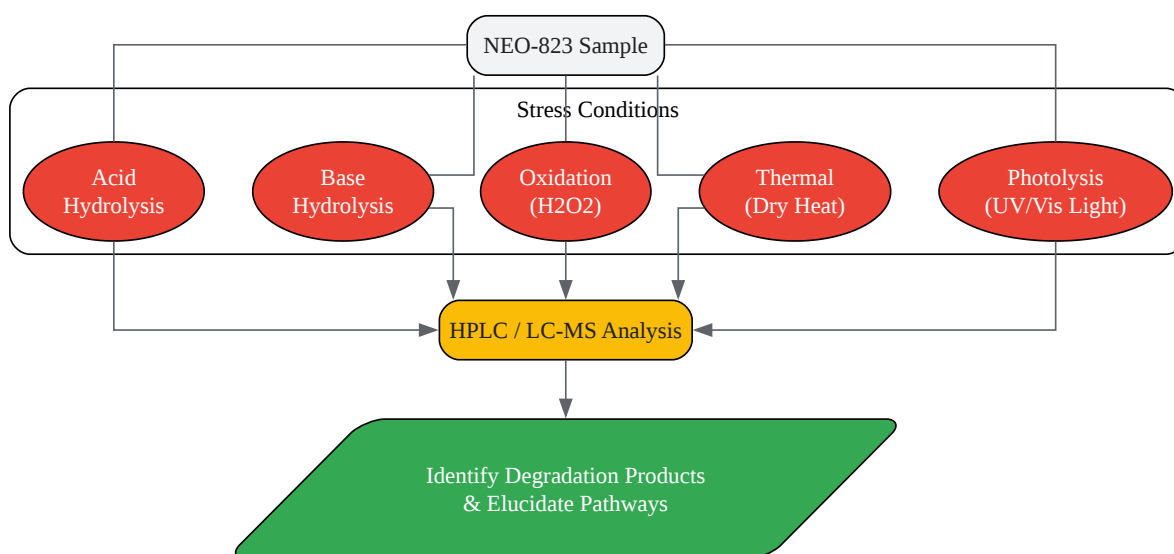 NEO-823 Sample
Stress Conditions
Acid
Hydrolysis
Base
Hydrolysis
Oxidation
(H2O2)
Thermal
(Dry Heat)
Photolysis
(UV/Vis Light)
HPLC / LC-MS Analysis
Identify Degradation Products
& Elucidate Pathways